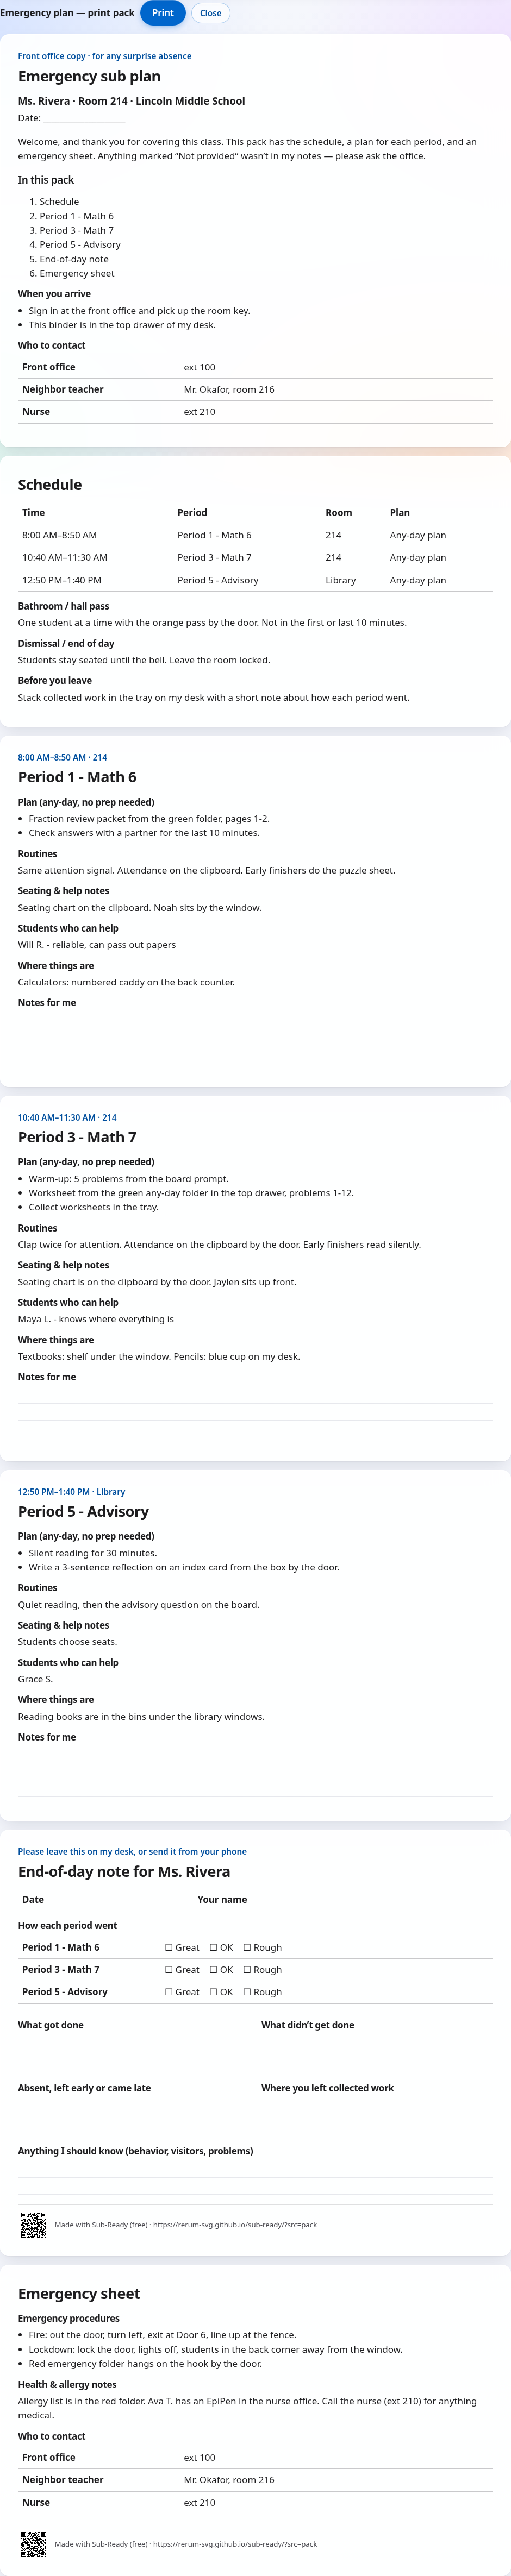 Emergency plan — print pack Print Close
Front office copy · for any surprise absence
Emergency sub plan
Ms. Rivera · Room 214 · Lincoln Middle School
Date: ___________________
Welcome, and thank you for covering this class. This pack has the schedule, a plan for each period, and an
emergency sheet. Anything marked “Not provided” wasn’t in my notes — please ask the office.
In this pack
1. Schedule
2. Period 1 - Math 6
3. Period 3 - Math 7
4. Period 5 - Advisory
5. End-of-day note
6. Emergency sheet
When you arrive
• Sign in at the front office and pick up the room key.
• This binder is in the top drawer of my desk.
Who to contact
Front office ext 100
Neighbor teacher Mr. Okafor, room 216
Nurse ext 210
Schedule
Time Period Room Plan
8:00 AM–8:50 AM Period 1 - Math 6 214 Any-day plan
10:40 AM–11:30 AM Period 3 - Math 7 214 Any-day plan
12:50 PM–1:40 PM Period 5 - Advisory Library Any-day plan
Bathroom / hall pass
One student at a time with the orange pass by the door. Not in the first or last 10 minutes.
Dismissal / end of day
Students stay seated until the bell. Leave the room locked.
Before you leave
Stack collected work in the tray on my desk with a short note about how each period went.
8:00 AM–8:50 AM · 214
Period 1 - Math 6
Plan (any-day, no prep needed)
• Fraction review packet from the green folder, pages 1-2.
• Check answers with a partner for the last 10 minutes.
Routines
Same attention signal. Attendance on the clipboard. Early finishers do the puzzle sheet.
Seating & help notes
Seating chart on the clipboard. Noah sits by the window.
Students who can help
Will R. - reliable, can pass out papers
Where things are
Calculators: numbered caddy on the back counter.
Notes for me
10:40 AM–11:30 AM · 214
Period 3 - Math 7
Plan (any-day, no prep needed)
• Warm-up: 5 problems from the board prompt.
• Worksheet from the green any-day folder in the top drawer, problems 1-12.
• Collect worksheets in the tray.
Routines
Clap twice for attention. Attendance on the clipboard by the door. Early finishers read silently.
Seating & help notes
Seating chart is on the clipboard by the door. Jaylen sits up front.
Students who can help
Maya L. - knows where everything is
Where things are
Textbooks: shelf under the window. Pencils: blue cup on my desk.
Notes for me
12:50 PM–1:40 PM · Library
Period 5 - Advisory
Plan (any-day, no prep needed)
• Silent reading for 30 minutes.
• Write a 3-sentence reflection on an index card from the box by the door.
Routines
Quiet reading, then the advisory question on the board.
Seating & help notes
Students choose seats.
Students who can help
Grace S.
Where things are
Reading books are in the bins under the library windows.
Notes for me
Please leave this on my desk, or send it from your phone
End-of-day note for Ms. Rivera
Date Your name
How each period went
Period 1 - Math 6 ☐ Great ☐ OK ☐ Rough
Period 3 - Math 7 ☐ Great ☐ OK ☐ Rough
Period 5 - Advisory ☐ Great ☐ OK ☐ Rough
What got done What didn’t get done
Absent, left early or came late Where you left collected work
Anything I should know (behavior, visitors, problems)
Made with Sub-Ready (free) · https://rerum-svg.github.io/sub-ready/?src=pack
Emergency sheet
Emergency procedures
• Fire: out the door, turn left, exit at Door 6, line up at the fence.
• Lockdown: lock the door, lights off, students in the back corner away from the window.
• Red emergency folder hangs on the hook by the door.
Health & allergy notes
Allergy list is in the red folder. Ava T. has an EpiPen in the nurse office. Call the nurse (ext 210) for anything
medical.
Who to contact
Front office ext 100
Neighbor teacher Mr. Okafor, room 216
Nurse ext 210
Made with Sub-Ready (free) · https://rerum-svg.github.io/sub-ready/?src=pack